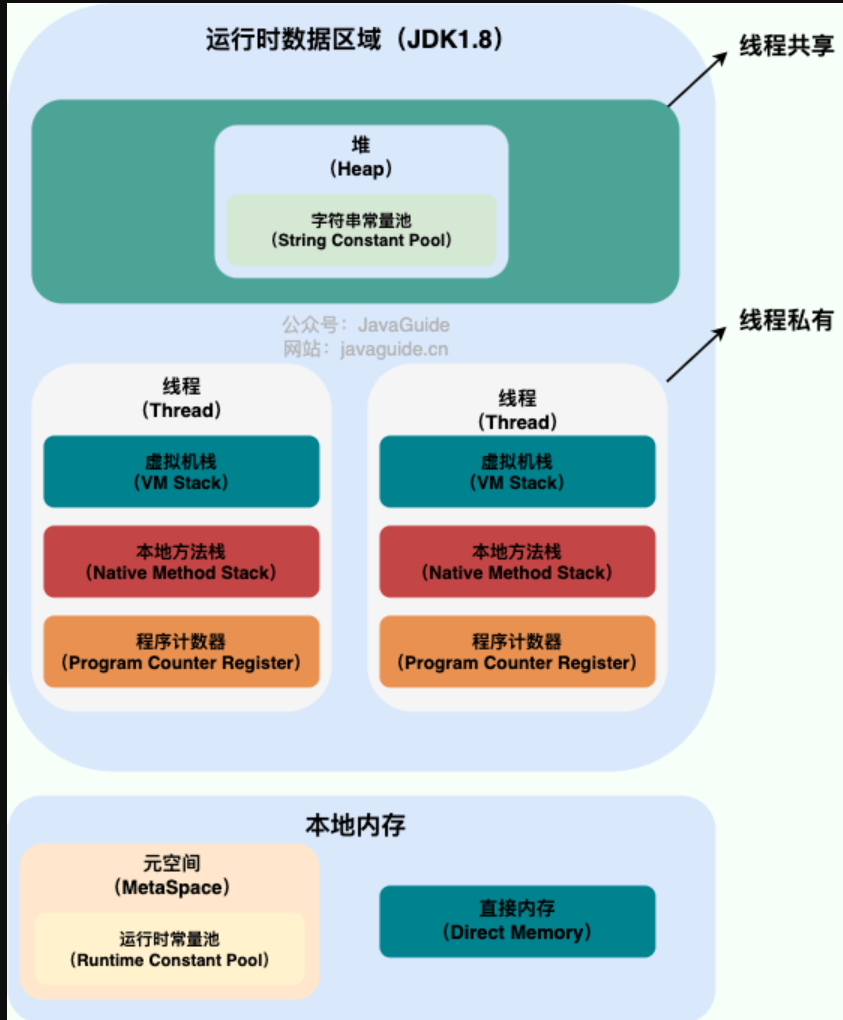 运行时数据区域（JDK1.8）
线程共享
堆
（Heap）
字符串常量池
（String Constant Pool）
公众号：JavaGuide
网站：javaguide.cn
线程私有
线程
（Thread）
虚拟机栈
（VM Stack）
本地方法栈
（Native Method Stack）
程序计数器
（Program Counter Register）
线程
（Thread）
虚拟机栈
（VM Stack）
本地方法栈
（Native Method Stack）
程序计数器
（Program Counter Register）
本地内存
元空间
（MetaSpace）
运行时常量池
（Runtime Constant Pool）
直接内存
（Direct Memory）